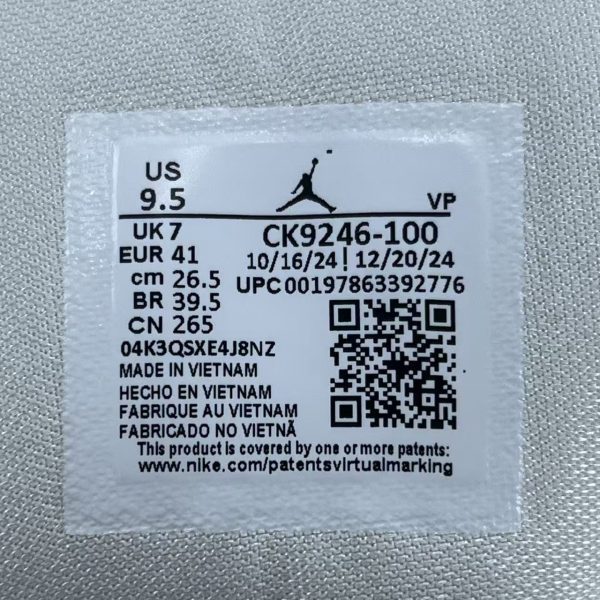 US
9.5
VP
UK 7
CK9246-100
EUR 41
10/16/24 | 12/20/24
cm 26.5
UPC00197863392776
BR 39.5
CN 265
04K3QSXE4J8NZ
MADE IN VIETNAM
HECHO EN VIETNAM
FABRIQUE AU VIETNAM
FABRICADO NO VIETNÃ
This product is covered by one or more patents:
www.nike.com/patentsvirtualmarking